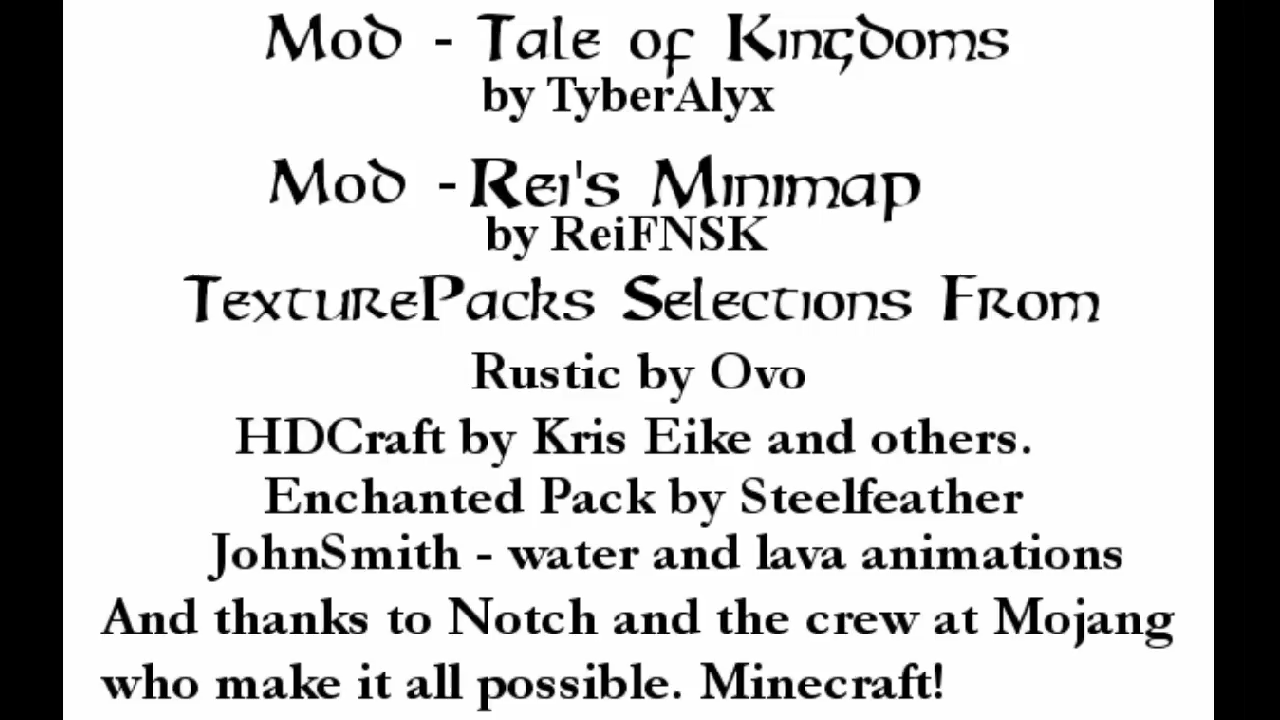 Mod - Tale of Kingdoms
by TyberAlyx
Mod - Rei's Minimap
by ReiFNSK
TexturePacks Selections From
Rustic by Ovo
HDCraft by Kris Eike and others.
Enchanted Pack by Steelfeather
JohnSmith - water and lava animations
And thanks to Notch and the crew at Mojang
who make it all possible. Minecraft!